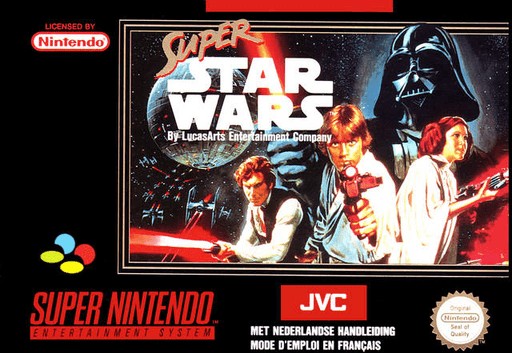 LICENSED BY
Nintendo
SUPER
STAR
WARS
By LucasArts Entertainment Company
SUPER NINTENDO
ENTERTAINMENT SYSTEM
JVC
MET NEDERLANDSE HANDLEIDING
MODE D'EMPLOI EN FRANÇAIS
Original
Nintendo
Seal of
Quality